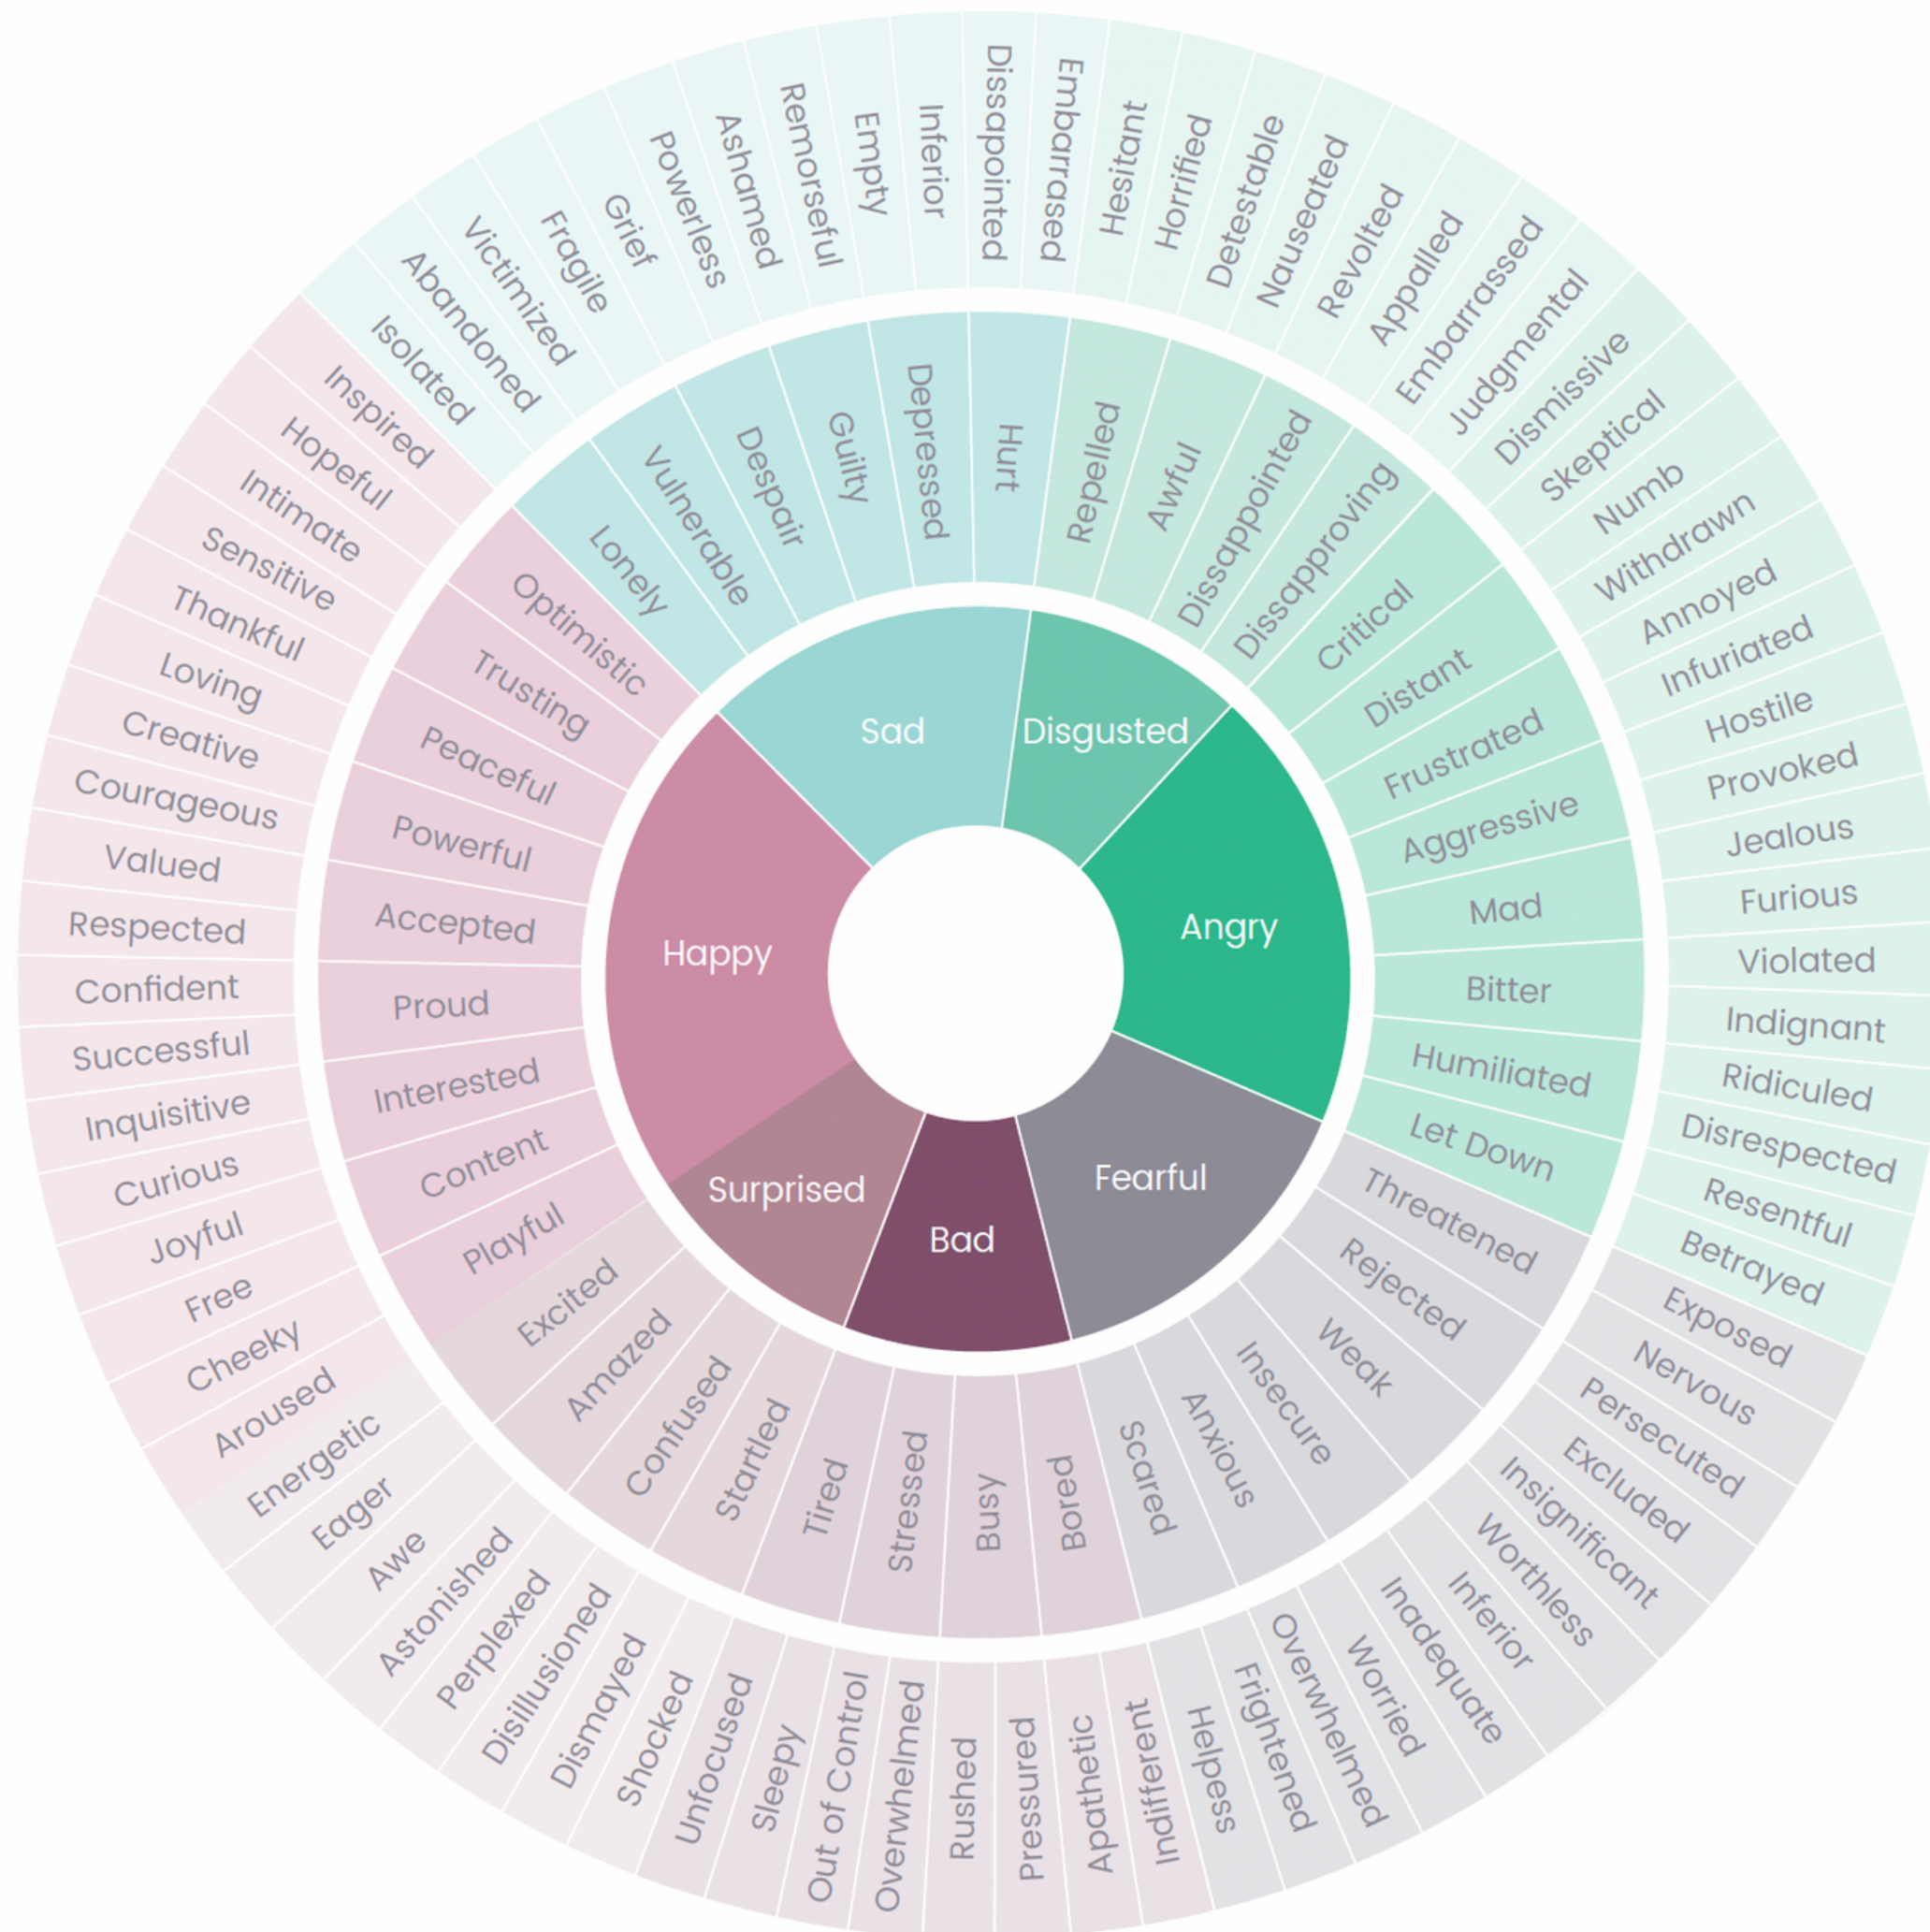 Sad
Disgusted
Angry
Fearful
Bad
Surprised
Happy
Lonely
Vulnerable
Despair
Guilty
Depressed
Hurt
Repelled
Awful
Dissappointed
Dissapproving
Critical
Distant
Frustrated
Aggressive
Mad
Bitter
Humiliated
Let Down
Threatened
Rejected
Weak
Insecure
Anxious
Scared
Bored
Busy
Stressed
Tired
Startled
Confused
Amazed
Excited
Playful
Content
Interested
Proud
Accepted
Powerful
Peaceful
Trusting
Optimistic
Isolated
Abandoned
Victimized
Fragile
Grief
Powerless
Ashamed
Remorseful
Empty
Inferior
Dissapointed
Embarrased
Hesitant
Horrified
Detestable
Nauseated
Revolted
Appalled
Embarrassed
Judgmental
Dismissive
Skeptical
Numb
Withdrawn
Annoyed
Infuriated
Hostile
Provoked
Jealous
Furious
Violated
Indignant
Ridiculed
Disrespected
Resentful
Betrayed
Exposed
Nervous
Persecuted
Excluded
Insignificant
Worthless
Inferior
Inadequate
Worried
Overwhelmed
Frightened
Helpess
Indifferent
Apathetic
Pressured
Rushed
Overwhelmed
Out of Control
Sleepy
Unfocused
Shocked
Dismayed
Disillusioned
Perplexed
Astonished
Awe
Eager
Energetic
Aroused
Cheeky
Free
Joyful
Curious
Inquisitive
Successful
Confident
Respected
Valued
Courageous
Creative
Loving
Thankful
Sensitive
Intimate
Hopeful
Inspired